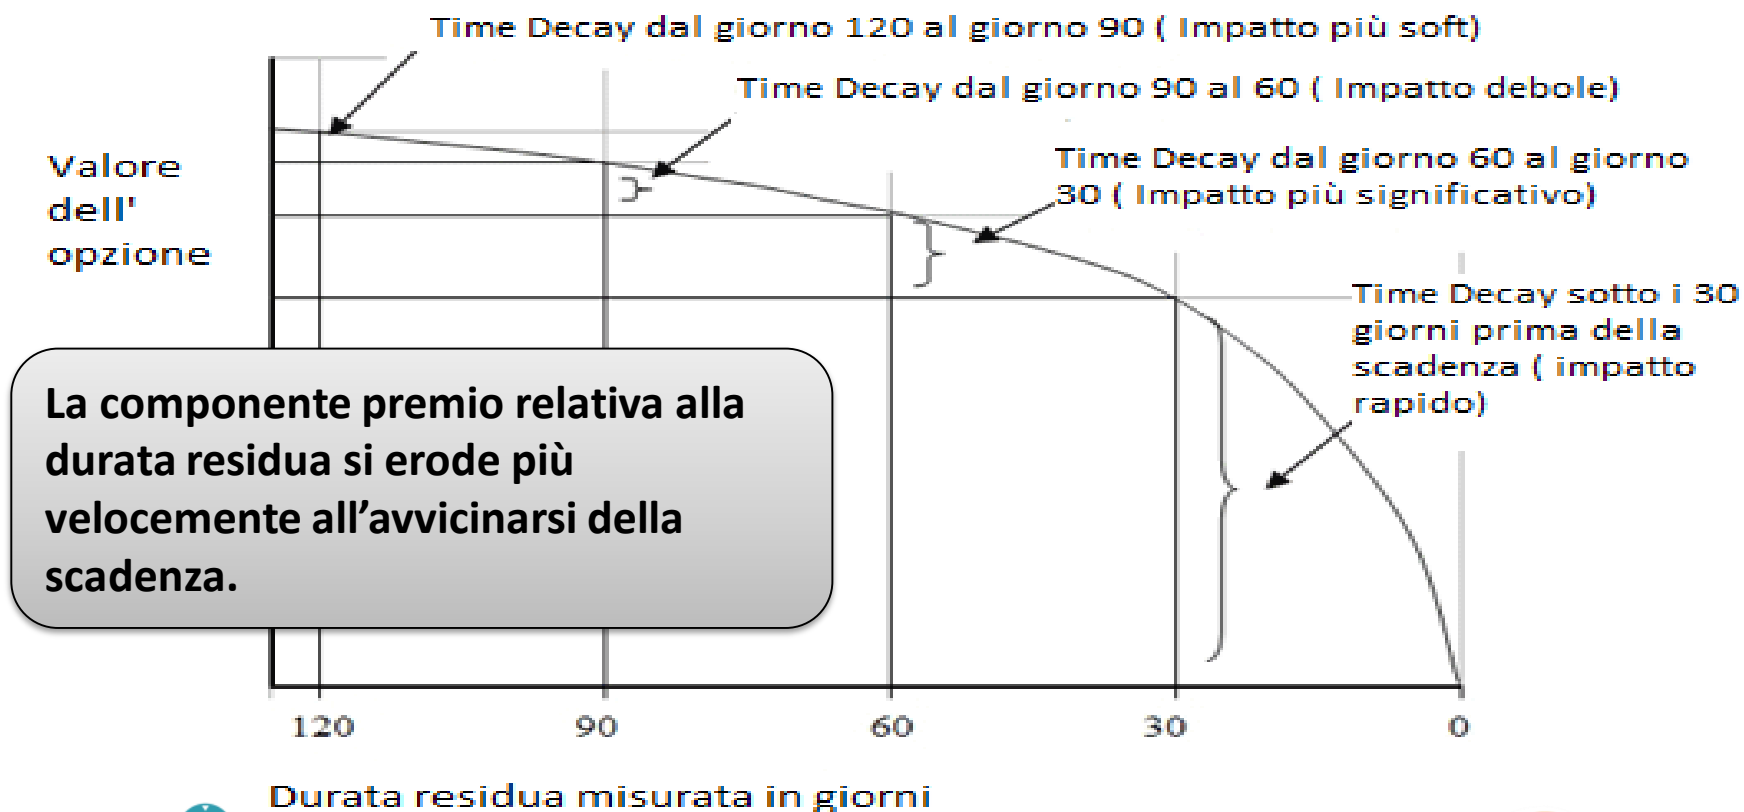 Time Decay dal giorno 120 al giorno 90 ( Impatto più soft)
Time Decay dal giorno 90 al 60 ( Impatto debole)
Time Decay dal giorno 60 al giorno
30 ( Impatto più significativo)
Valore
dell'
opzione
Time Decay sotto i 30
giorni prima della
scadenza ( impatto
rapido)
La componente premio relativa alla
durata residua si erode più
velocemente all’avvicinarsi della
scadenza.
120 90 60 30 0
Durata residua misurata in giorni